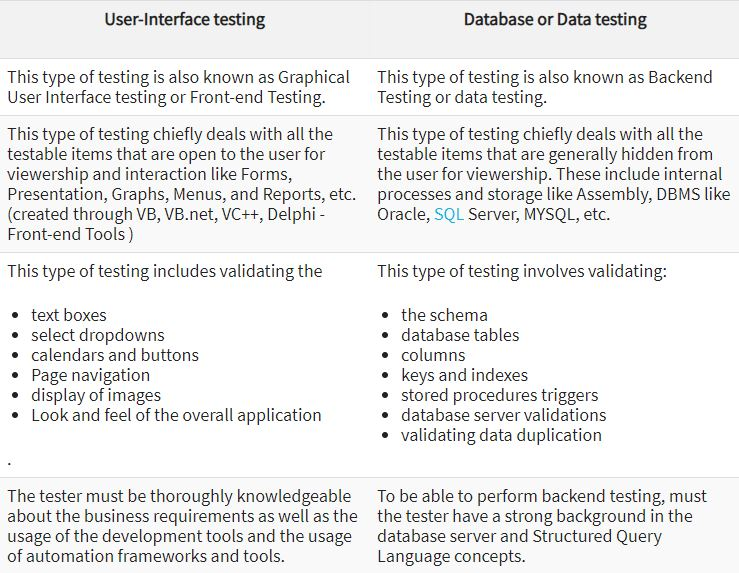 User-Interface testing
Database or Data testing
This type of testing is also known as Graphical
User Interface testing or Front-end Testing.
This type of testing is also known as Backend
Testing or data testing.
This type of testing chiefly deals with all the
testable items that are open to the user for
viewership and interaction like Forms,
Presentation, Graphs, Menus, and Reports, etc.
(created through VB, VB.net, VC++, Delphi -
Front-end Tools )
This type of testing chiefly deals with all the
testable items that are generally hidden from
the user for viewership. These include internal
processes and storage like Assembly, DBMS like
Oracle, SQL Server, MYSQL, etc.
This type of testing includes validating the
• text boxes
• select dropdowns
• calendars and buttons
• Page navigation
• display of images
• Look and feel of the overall application
.
This type of testing involves validating:
• the schema
• database tables
• columns
• keys and indexes
• stored procedures triggers
• database server validations
• validating data duplication
The tester must be thoroughly knowledgeable
about the business requirements as well as the
usage of the development tools and the usage
of automation frameworks and tools.
To be able to perform backend testing, must
the tester have a strong background in the
database server and Structured Query
Language concepts.